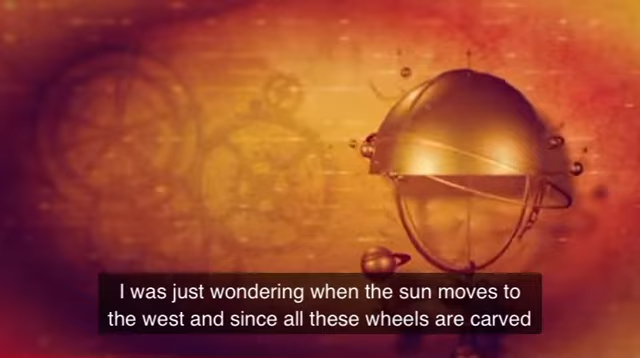 I was just wondering when the sun moves to
the west and since all these wheels are carved